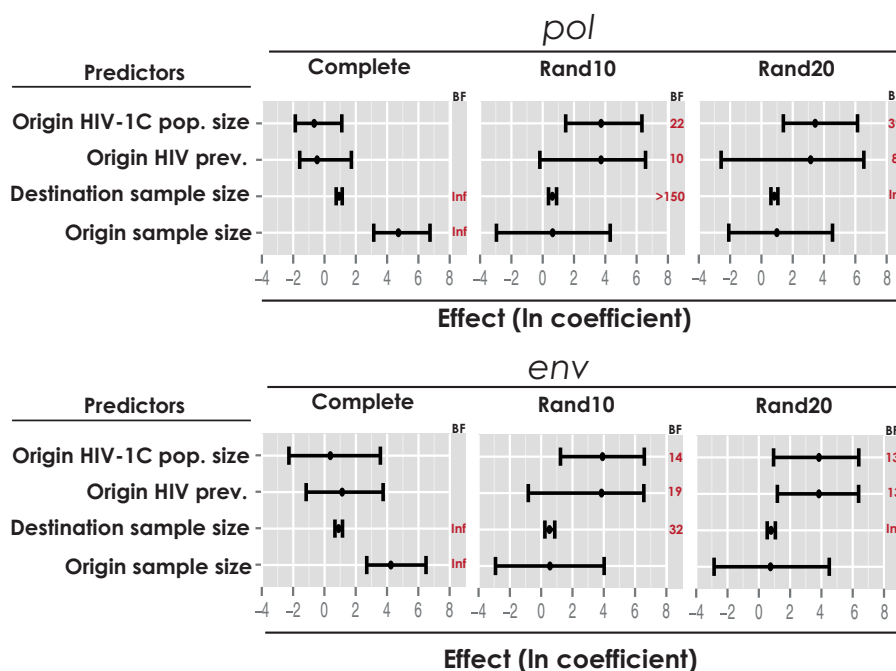 pol
Predictors Complete Rand10 Rand20
BF BF
Origin HIV-1C pop. size 22
Origin HIV prev. 10
Destination sample size Inf >150
Origin sample size Inf
−4 −2 0 2 4 6 8 −4 −2 0 2 4 6 8 −4 −2 0 2 4 6 8
Effect (ln coefficient)
env
Predictors Complete Rand10 Rand20
BF BF BF
Origin HIV-1C pop. size 14 13
Origin HIV prev. 19
Destination sample size Inf 32
Origin sample size Inf
−4 −2 0 2 4 6 8 −4 −2 0 2 4 6 8 −4 −2 0 2 4 6 8
Effect (ln coefficient)